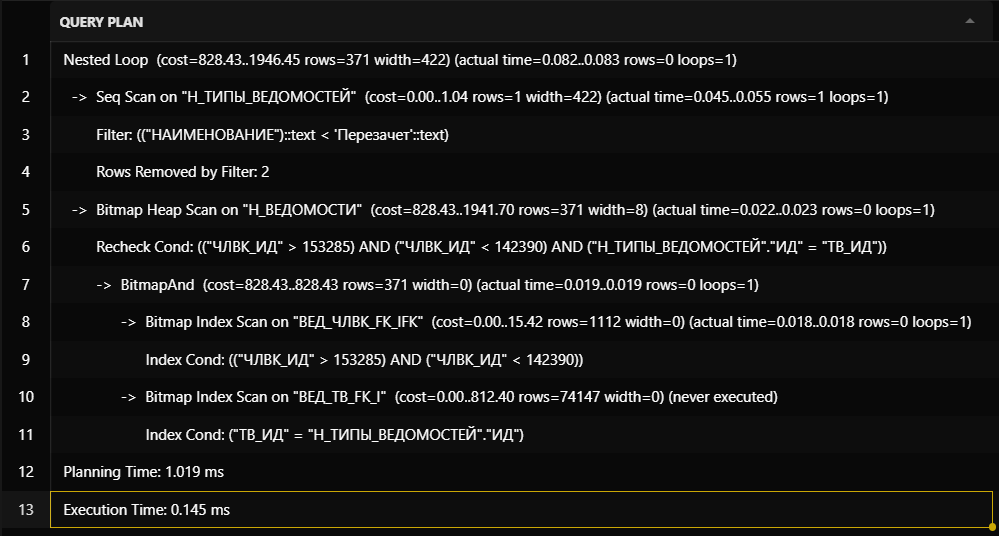 QUERY PLAN
1 Nested Loop (cost=828.43..1946.45 rows=371 width=422) (actual time=0.082..0.083 rows=0 loops=1)
2 -> Seq Scan on "Н_ТИПЫ_ВЕДОМОСТЕЙ" (cost=0.00..1.04 rows=1 width=422) (actual time=0.045..0.055 rows=1 loops=1)
3 Filter: (("НАИМЕНОВАНИЕ")::text < 'Перезачет'::text)
4 Rows Removed by Filter: 2
5 -> Bitmap Heap Scan on "Н_ВЕДОМОСТИ" (cost=828.43..1941.70 rows=371 width=8) (actual time=0.022..0.023 rows=0 loops=1)
6 Recheck Cond: (("ЧЛВК_ИД" > 153285) AND ("ЧЛВК_ИД" < 142390) AND ("Н_ТИПЫ_ВЕДОМОСТЕЙ"."ИД" = "ТВ_ИД"))
7 -> BitmapAnd (cost=828.43..828.43 rows=371 width=0) (actual time=0.019..0.019 rows=0 loops=1)
8 -> Bitmap Index Scan on "ВЕД_ЧЛВК_FK_IFK" (cost=0.00..15.42 rows=1112 width=0) (actual time=0.018..0.018 rows=0 loops=1)
9 Index Cond: (("ЧЛВК_ИД" > 153285) AND ("ЧЛВК_ИД" < 142390))
10 -> Bitmap Index Scan on "ВЕД_ТВ_FK_I" (cost=0.00..812.40 rows=74147 width=0) (never executed)
11 Index Cond: ("ТВ_ИД" = "Н_ТИПЫ_ВЕДОМОСТЕЙ"."ИД")
12 Planning Time: 1.019 ms
13 Execution Time: 0.145 ms